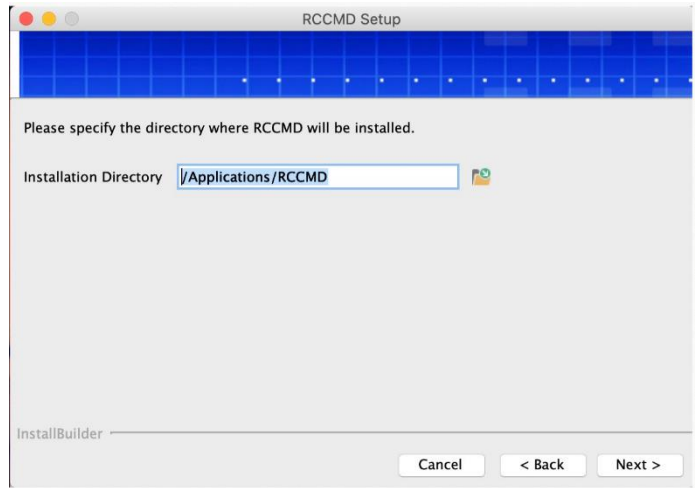 RCCMD Setup
Please specify the directory where RCCMD will be installed.
Installation Directory /Applications/RCCMD
InstallBuilder
Cancel < Back Next >